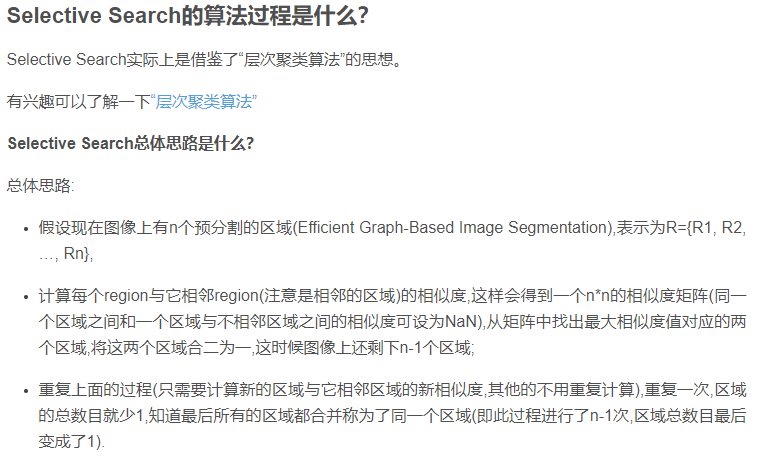 Selective Search的算法过程是什么?
Selective Search实际上是借鉴了“层次聚类算法”的思想。
有兴趣可以了解一下“层次聚类算法”
Selective Search总体思路是什么?
总体思路:
假设现在图像上有n个预分割的区域(Efficient Graph-Based Image Segmentation),表示为R={R1, R2,
…, Rn},
计算每个region与它相邻region(注意是相邻的区域)的相似度,这样会得到一个n*n的相似度矩阵(同一
个区域之间和一个区域与不相邻区域之间的相似度可设为NaN),从矩阵中找出最大相似度值对应的两
个区域,将这两个区域合二为一,这时候图像上还剩下n-1个区域;
重复上面的过程(只需要计算新的区域与它相邻区域的新相似度,其他的不用重复计算),重复一次,区域
的总数目就少1,知道最后所有的区域都合并称为了同一个区域(即此过程进行了n-1次,区域总数目最后
变成了1).